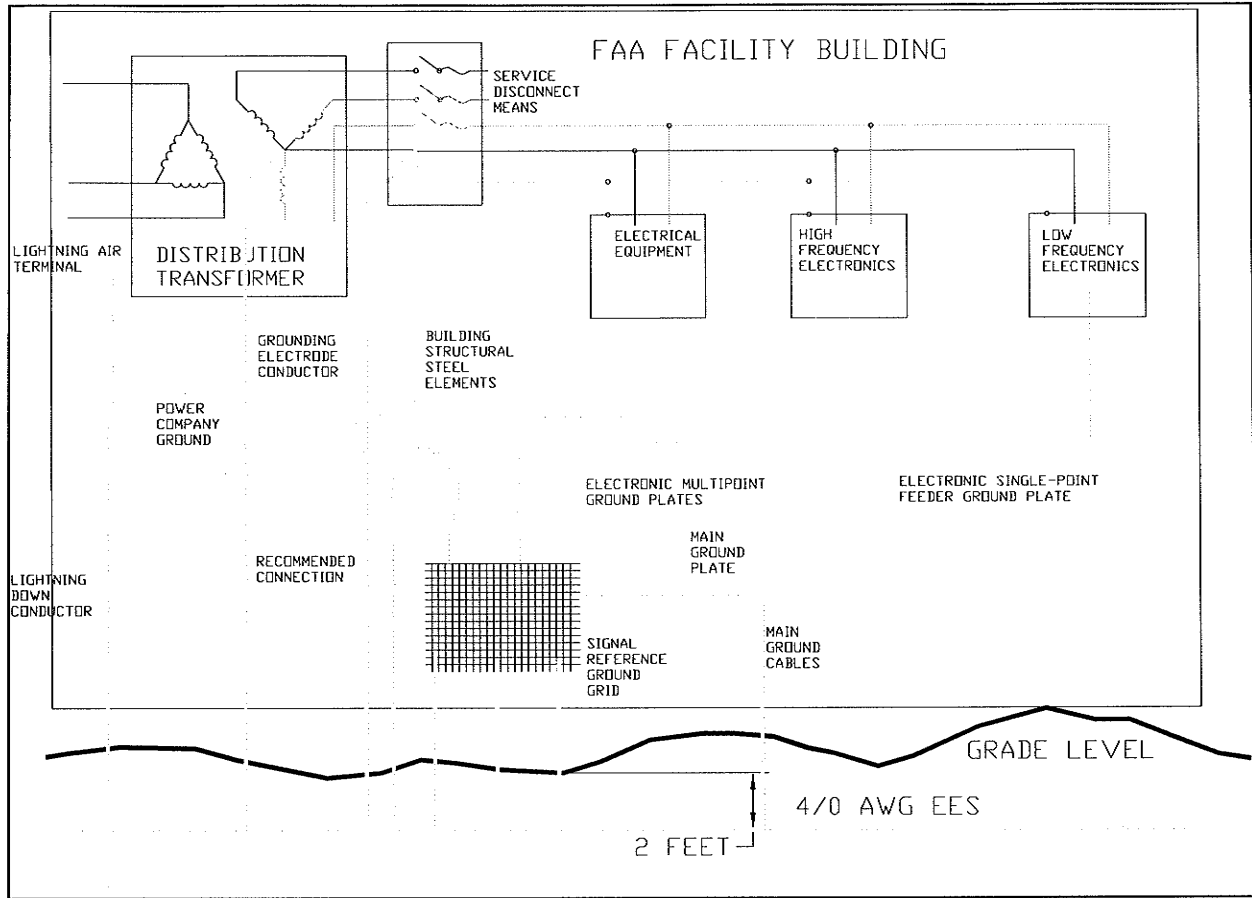 FAA FACILITY BUILDING
SERVICE
DISCONNECT
MEANS
LIGHTNING AIR
TERMINAL
DISTRIBUTION
TRANSFORMER
ELECTRICAL
EQUIPMENT
HIGH
FREQUENCY
ELECTRONICS
LOW
FREQUENCY
ELECTRONICS
GROUNDING
ELECTRODE
CONDUCTOR
BUILDING
STRUCTURAL
STEEL
ELEMENTS
POWER
COMPANY
GROUND
ELECTRONIC MULTIPOINT
GROUND PLATES
ELECTRONIC SINGLE-POINT
FEEDER GROUND PLATE
MAIN
GROUND
PLATE
RECOMMENDED
CONNECTION
LIGHTNING
DOWN
CONDUCTOR
SIGNAL
REFERENCE
GROUND
GRID
MAIN
GROUND
CABLES
GRADE LEVEL
4/0 AWG EES
2 FEET